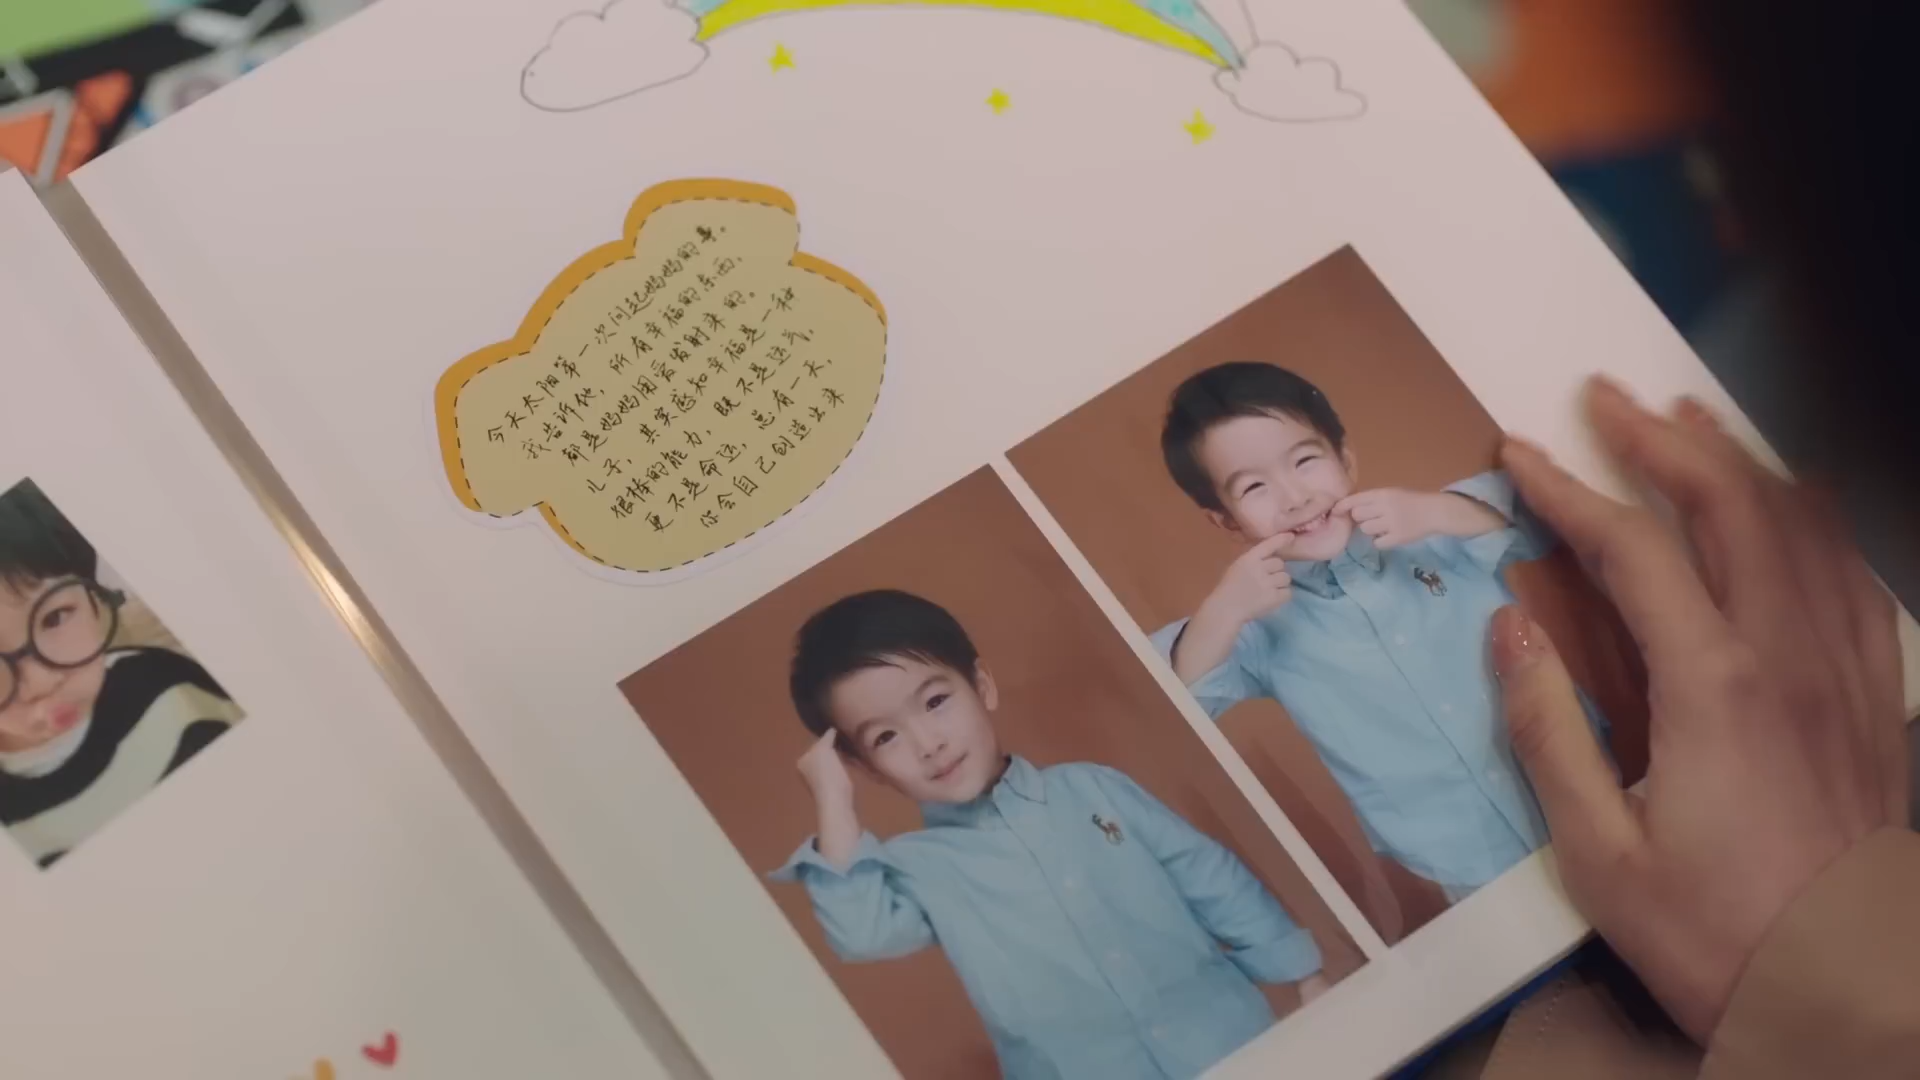 今天太阳第一次问起妈妈的事。
我告诉他，所有幸福的东西，
都是妈妈用爱发射来的。
儿子，其实感知幸福是一种
很棒的能力，既不是运气，
更不是命运，总有一天，
你会自己创造出来